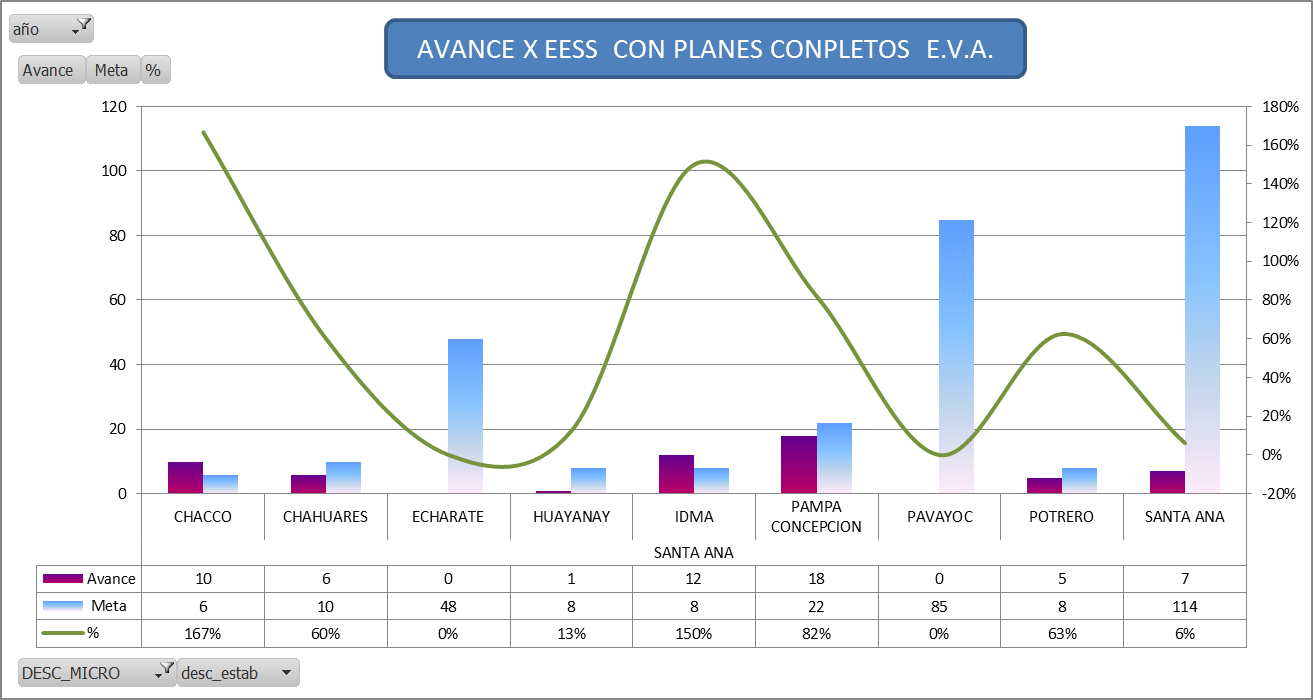 año
AVANCE X EESS CON PLANES CONPLETOS E.V.A.
Avance Meta %
120 180%
160%
100
140%
120%
80
100%
60 80%
60%
40
40%
20 20%
0%
0 -20%
CHACCO CHAHUARES ECHARATE HUAYANAY IDMA PAMPA CONCEPCION PAVAYOC POTRERO SANTA ANA
SANTA ANA
Avance 10 6 0 1 12 18 0 5 7
Meta 6 10 48 8 8 22 85 8 114
% 167% 60% 0% 13% 150% 82% 0% 63% 6%
DESC_MICRO desc_estab